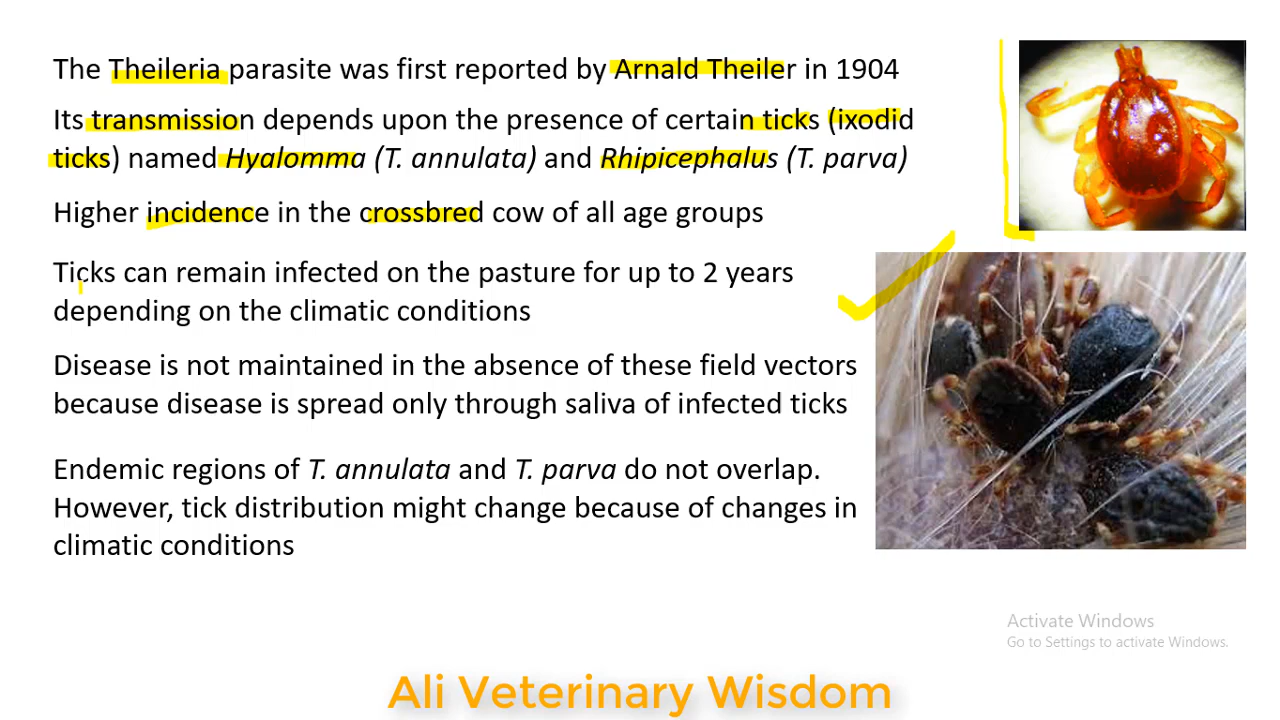 The Theileria parasite was first reported by Arnald Theiler in 1904
Its transmission depends upon the presence of certain ticks (ixodid
ticks) named Hyalomma (T. annulata) and Rhipicephalus (T. parva)
Higher incidence in the crossbred cow of all age groups
Ticks can remain infected on the pasture for up to 2 years
depending on the climatic conditions
Disease is not maintained in the absence of these field vectors
because disease is spread only through saliva of infected ticks
Endemic regions of T. annulata and T. parva do not overlap.
However, tick distribution might change because of changes in
climatic conditions
Activate Windows
Go to Settings to activate Windows.
Ali Veterinary Wisdom